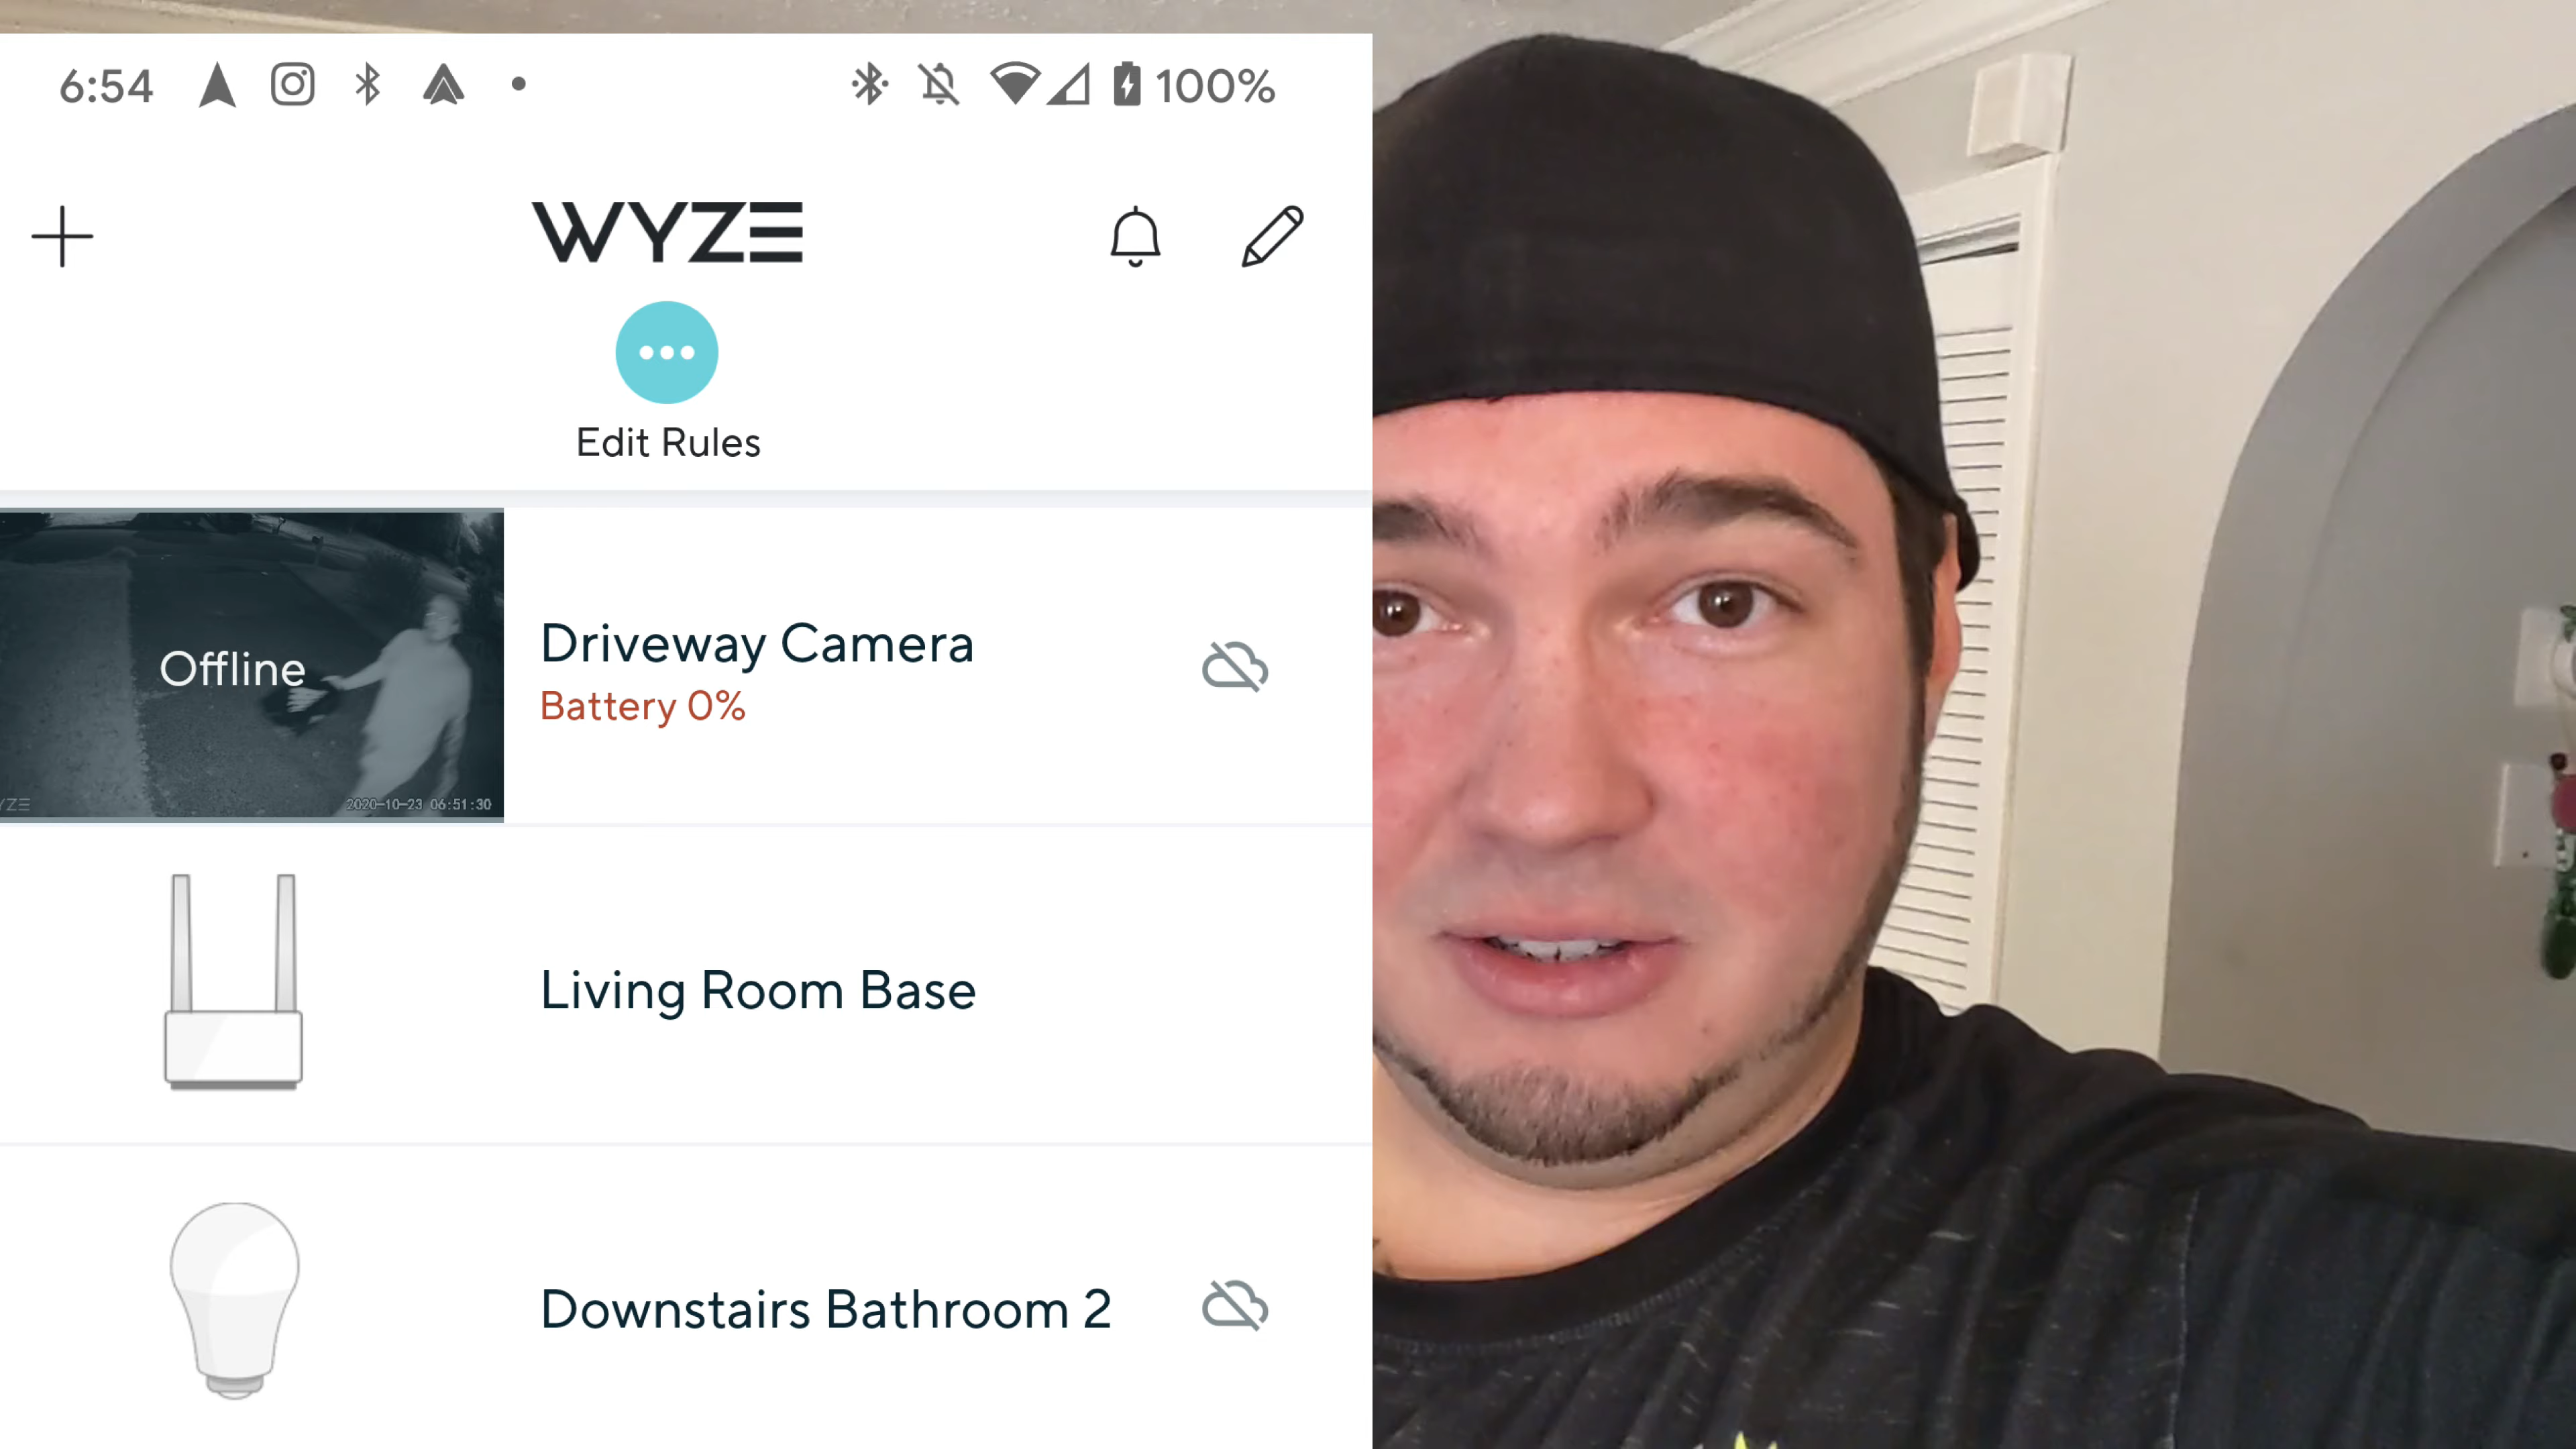 6:54
100%
WYZE
Edit Rules
Offline
YZE
2020-10-23 06:51:30
Driveway Camera
Battery 0%
Living Room Base
Downstairs Bathroom 2